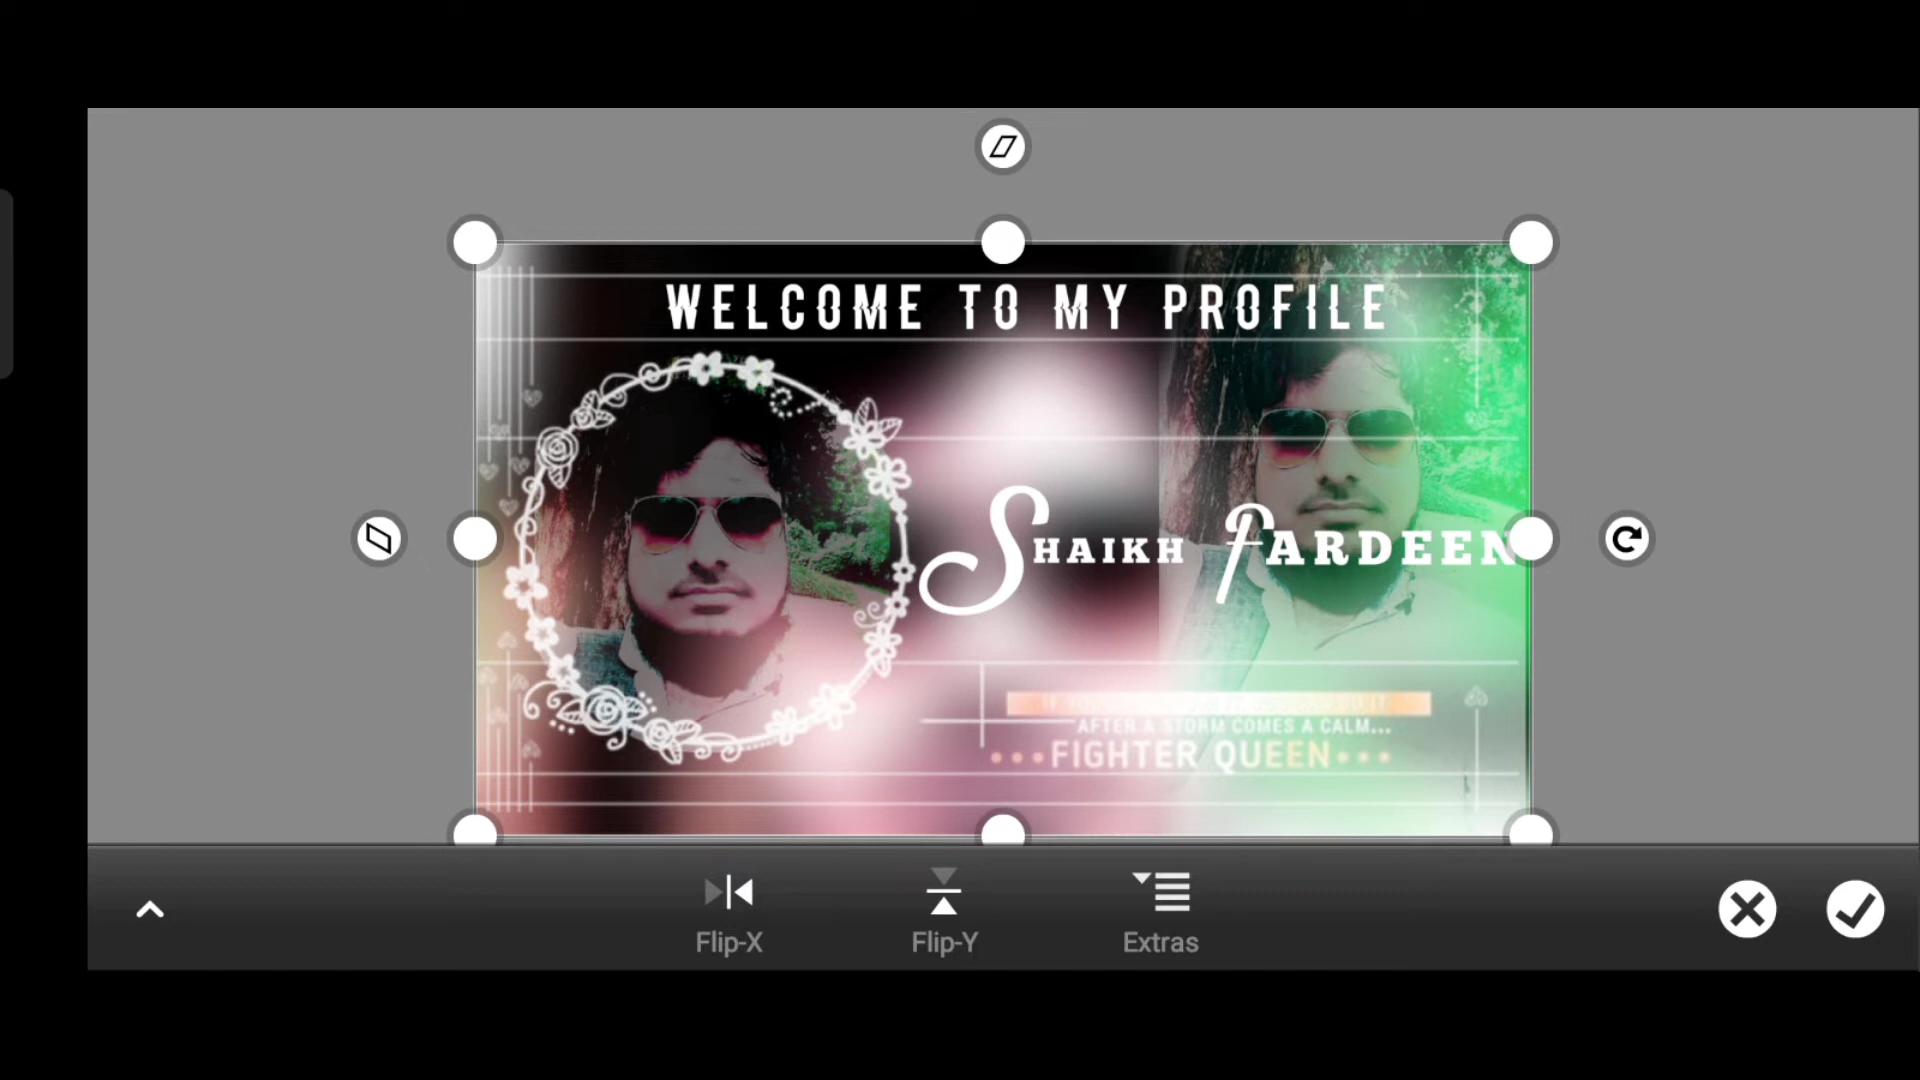 WELCOME TO MY PROFILE
SHAIKH FARDEEN
AFTER A STORM COMES A CALM...
•••FIGHTER QUEEN•••
Flip-X
Flip-Y
Extras